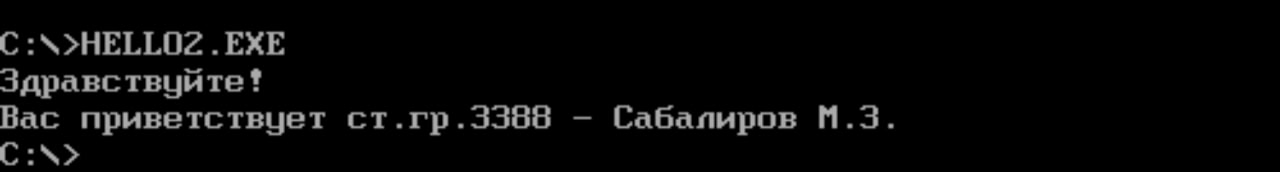 C:\>HELLO2.EXE
Здравствуйте!
Вас приветствует ст.гр.3388 - Сабалиров М.З.
C:\>